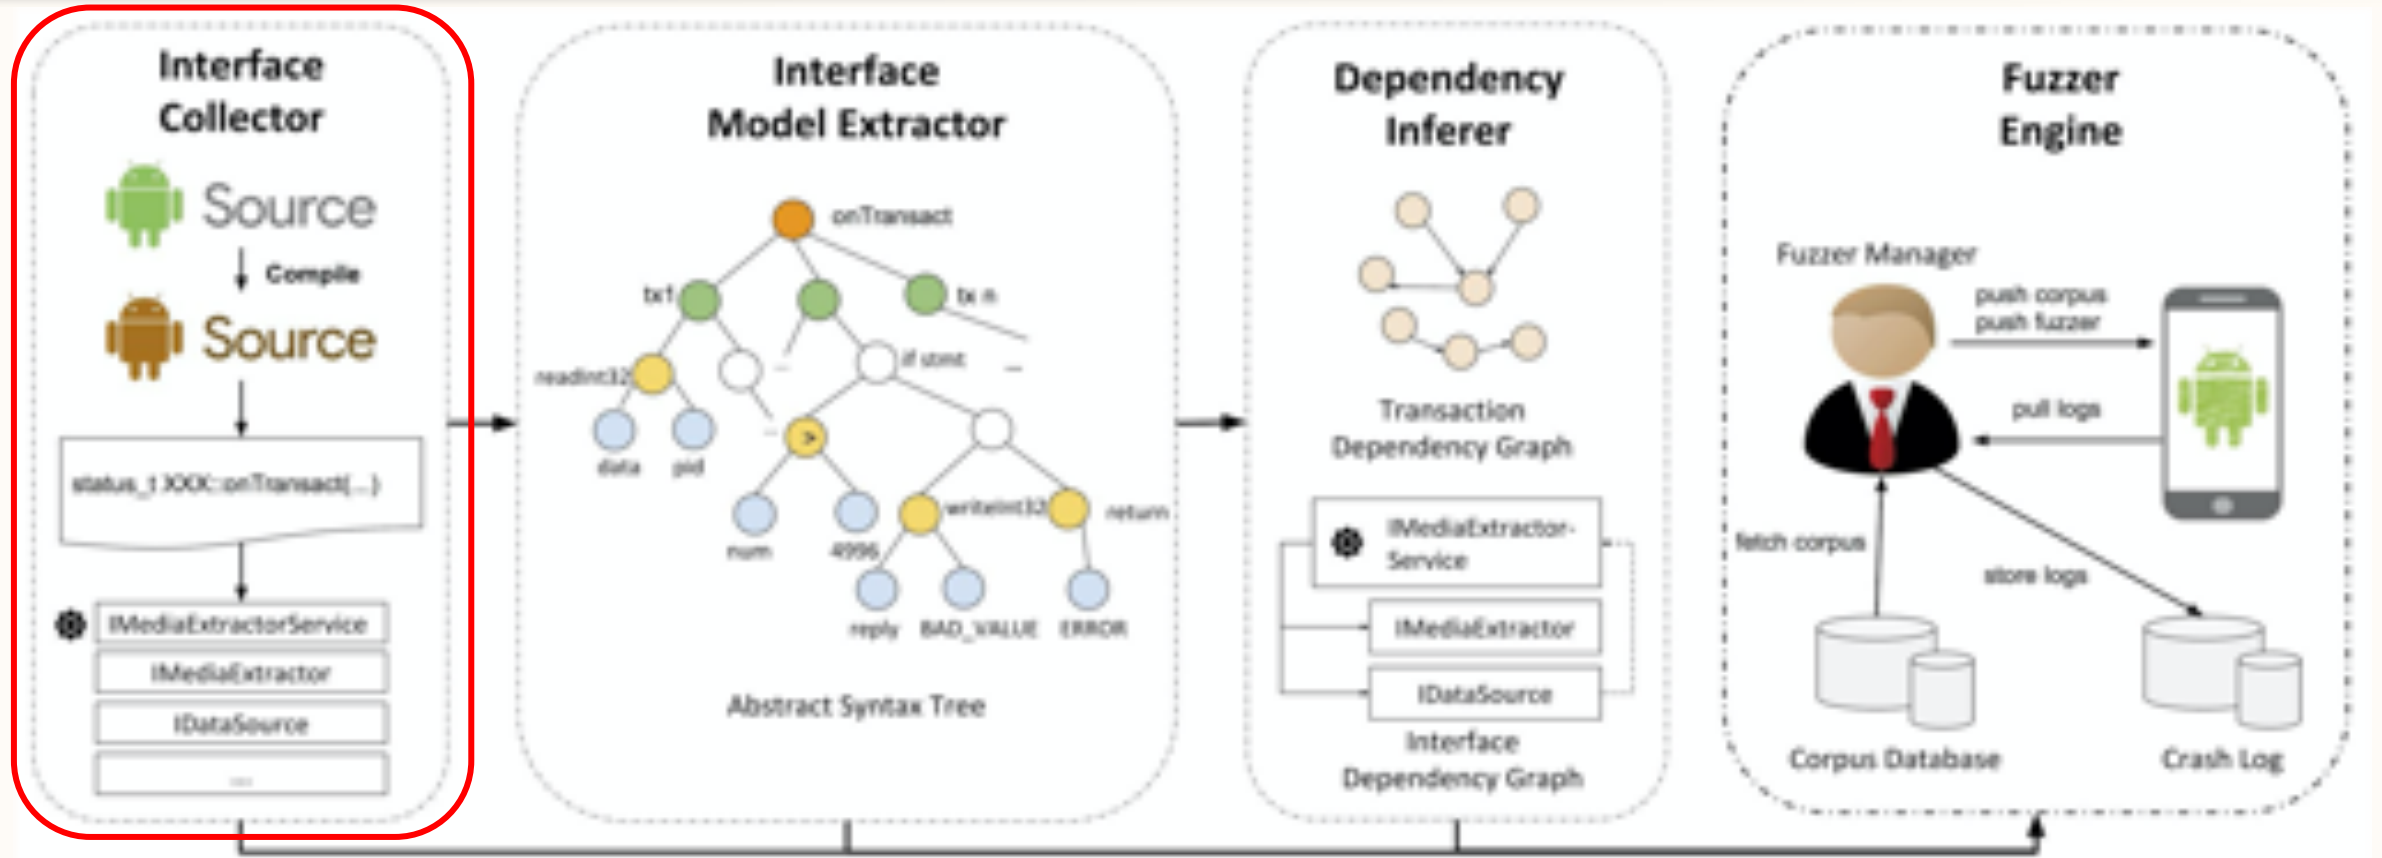 Interface
Collector
Source
Compile
Source
status_t XXX::onTransact(...)
IMediaExtractorService
IMediaExtractor
IDataSource
...
Interface
Model Extractor
onTransact
tx1
tx n
...
if stmt
...
readInt32
data
pid
...
>
num
4996
writeInt32
return
reply
BAD_VALUE
ERROR
Abstract Syntax Tree
Dependency
Inferer
Transaction
Dependency Graph
IMediaExtractor-
Service
IMediaExtractor
IDataSource
Interface
Dependency Graph
Fuzzer
Engine
Fuzzer Manager
push corpus
push fuzzer
pull logs
fetch corpus
store logs
Corpus Database
Crash Log